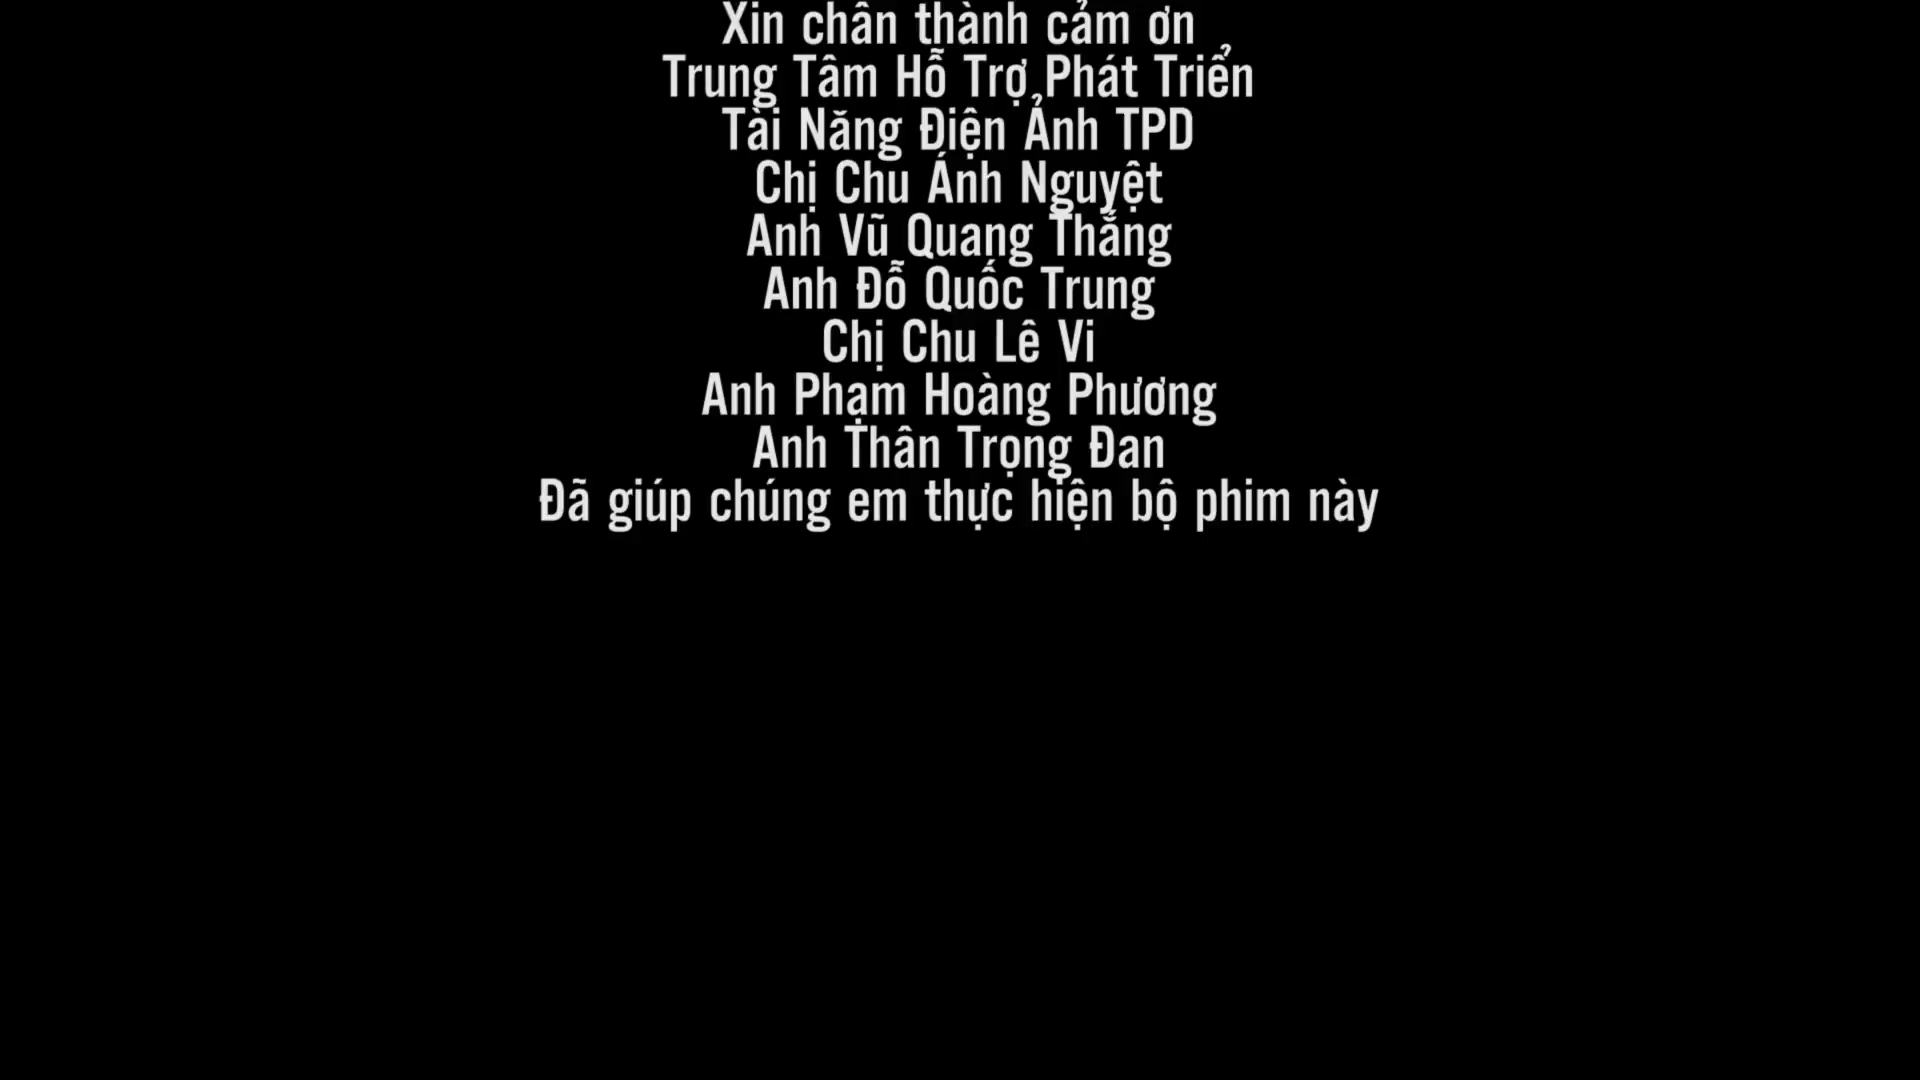 Xin chân thành cảm ơn
Trung Tâm Hỗ Trợ Phát Triển
Tài Năng Điện Ảnh TPD
Chị Chu Ánh Nguyệt
Anh Vũ Quang Thắng
Anh Đỗ Quốc Trung
Chị Chu Lê Vi
Anh Phạm Hoàng Phương
Anh Thân Trọng Đan
Đã giúp chúng em thực hiện bộ phim này